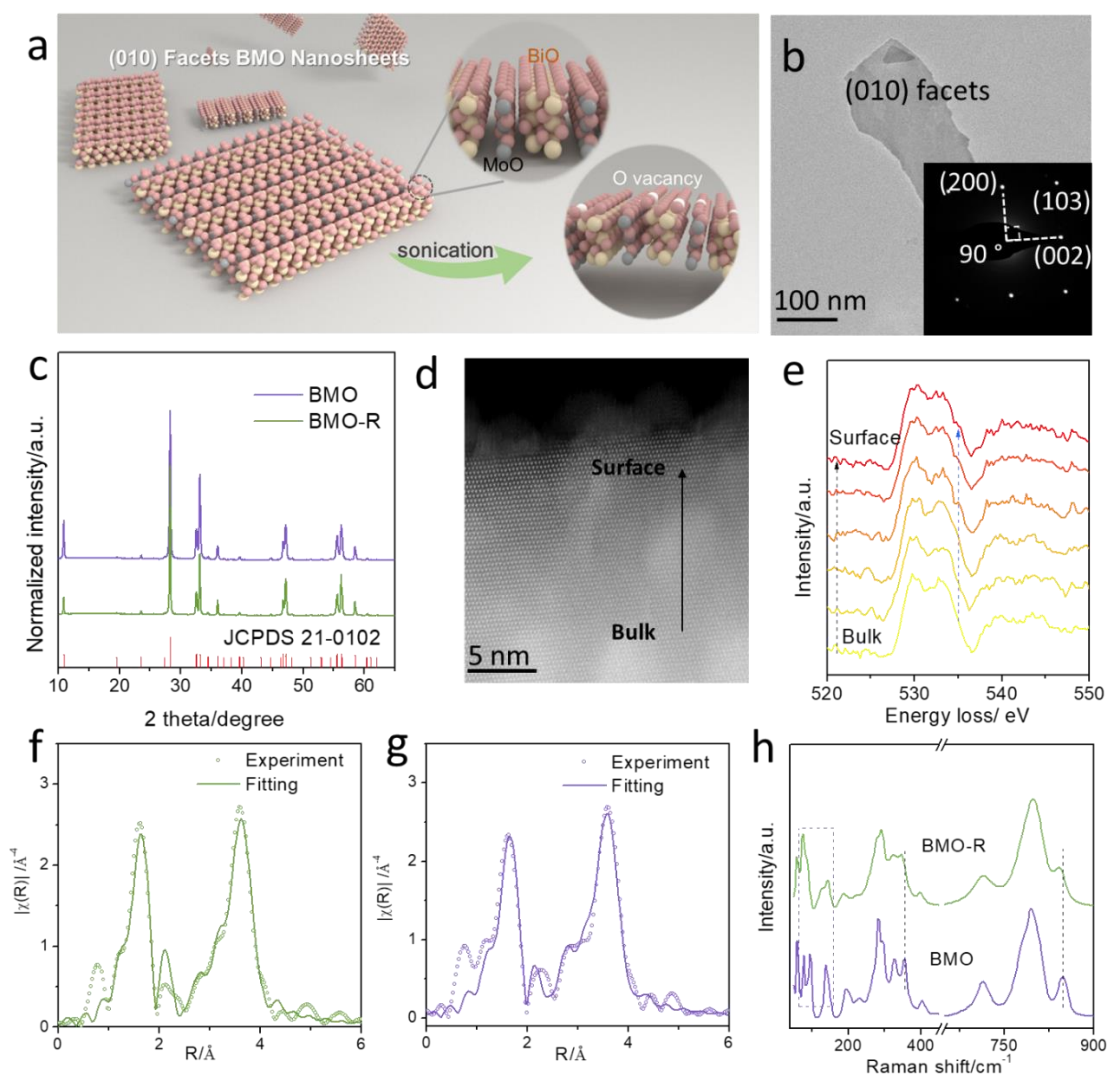 a
(010) Facets BMO Nanosheets
BiO
MoO
O vacancy
sonication
b
(010) facets
(200)
(103)
90°
(002)
100 nm
c
Normalized intensity/a.u.
BMO
BMO-R
JCPDS 21-0102
10 20 30 40 50 60
2 theta/degree
d
Surface
Bulk
5 nm
e
Intensity/a.u.
Surface
Bulk
520 530 540 550
Energy loss/ eV
f
|χ(R)| /Å⁻⁴
Experiment
Fitting
3
2
1
0
0 2 4 6
R/Å
g
|χ(R)| /Å⁻⁴
Experiment
Fitting
3
2
1
0
0 2 4 6
R/Å
h
Intensity/a.u.
BMO-R
BMO
200 400 750 900
Raman shift/cm⁻¹